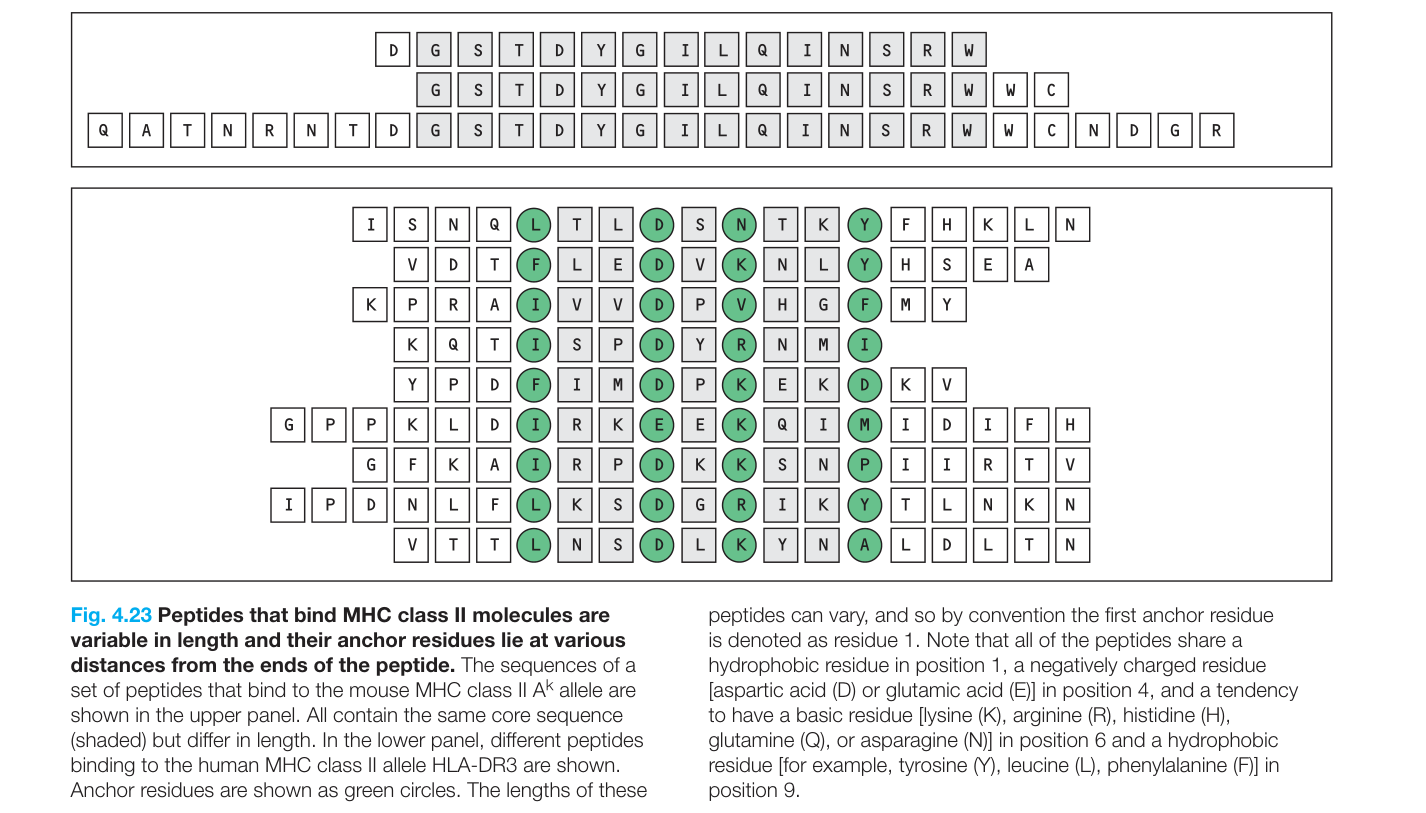 D G S T D Y G I L Q I N S R W
G S T D Y G I L Q I N S R W W C
Q A T N R N T D G S T D Y G I L Q I N S R W W C N D G R
I S N Q L T L D S N T K Y F H K L N
V D T F L E D V K N L Y H S E A
K P R A I V V D P V H G F M Y
K Q T I S P D Y R N M I
Y P D F I M D P K E K D K V
G P P K L D I R K E E K Q I M I D I F H
G F K A I R P D K K S N P I I R T V
I P D N L F L K S D G R I K Y T L N K N
V T T L N S D L K Y N A L D L T N
Fig. 4.23 Peptides that bind MHC class II molecules are
variable in length and their anchor residues lie at various
distances from the ends of the peptide. The sequences of a
set of peptides that bind to the mouse MHC class II Aᵏ allele are
shown in the upper panel. All contain the same core sequence
(shaded) but differ in length. In the lower panel, different peptides
binding to the human MHC class II allele HLA-DR3 are shown.
Anchor residues are shown as green circles. The lengths of these
peptides can vary, and so by convention the first anchor residue
is denoted as residue 1. Note that all of the peptides share a
hydrophobic residue in position 1, a negatively charged residue
[aspartic acid (D) or glutamic acid (E)] in position 4, and a tendency
to have a basic residue [lysine (K), arginine (R), histidine (H),
glutamine (Q), or asparagine (N)] in position 6 and a hydrophobic
residue [for example, tyrosine (Y), leucine (L), phenylalanine (F)] in
position 9.